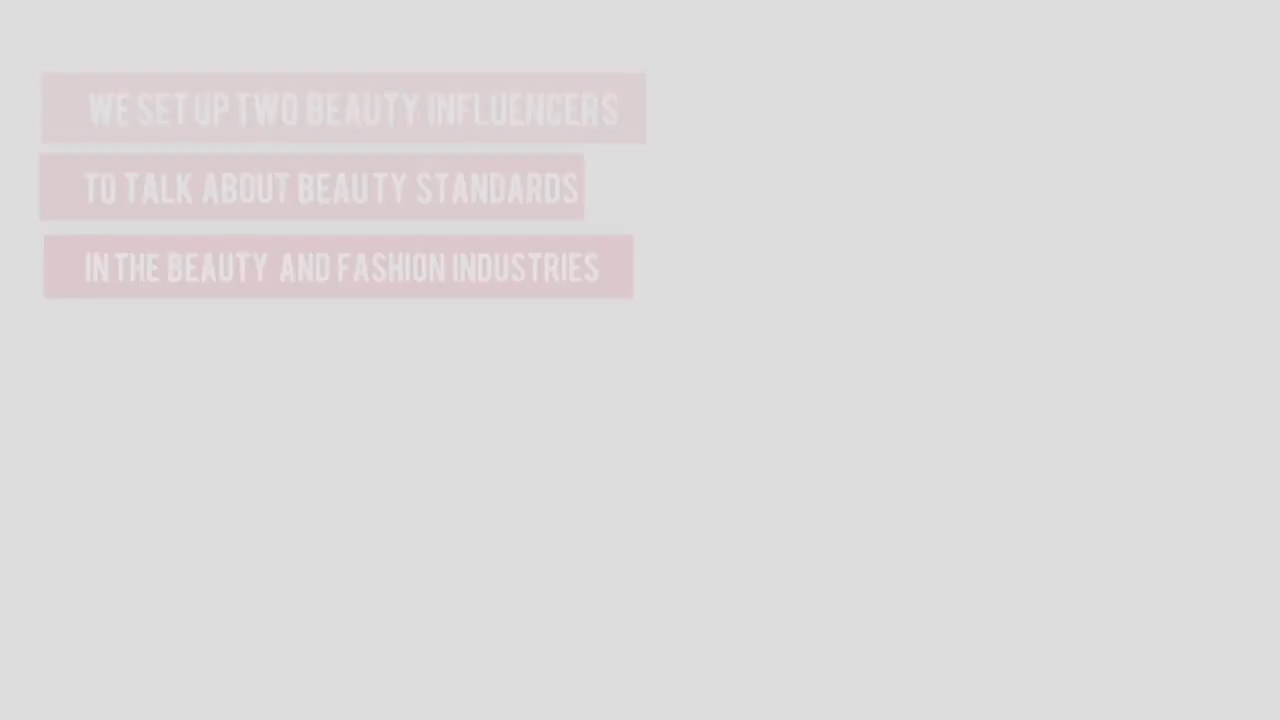 WE SET UP TWO BEAUTY INFLUENCERS
TO TALK ABOUT BEAUTY STANDARDS
IN THE BEAUTY AND FASHION INDUSTRIES